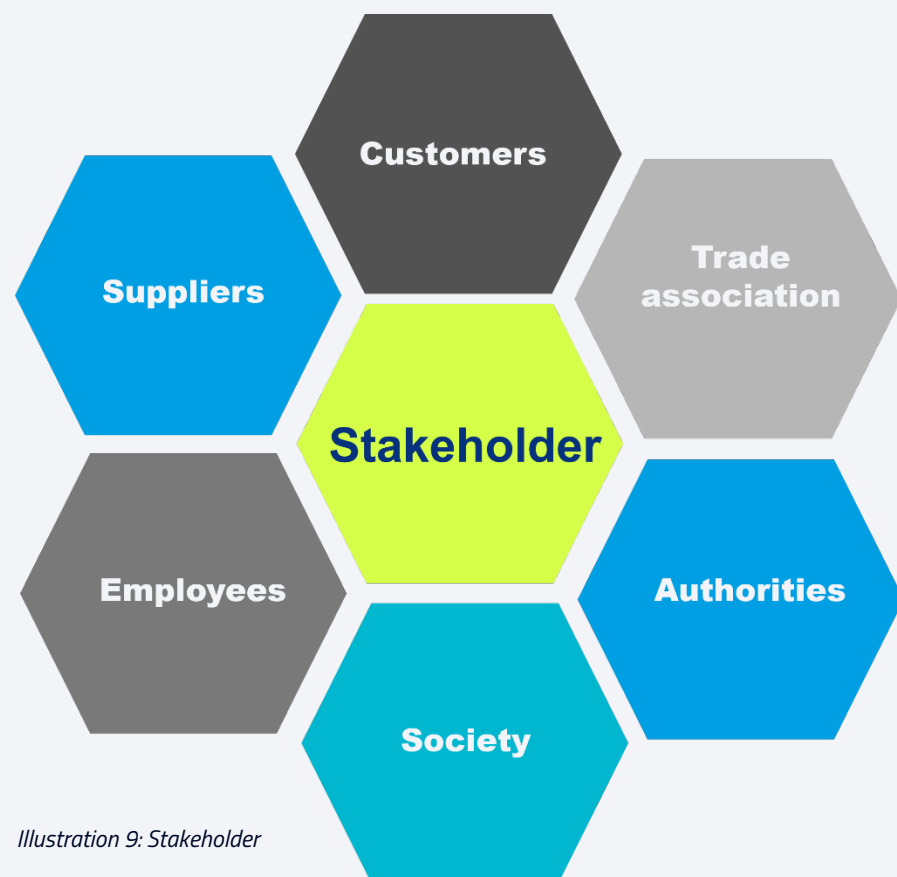 Customers
Suppliers
Trade
association
Stakeholder
Employees
Authorities
Society
Illustration 9: Stakeholder